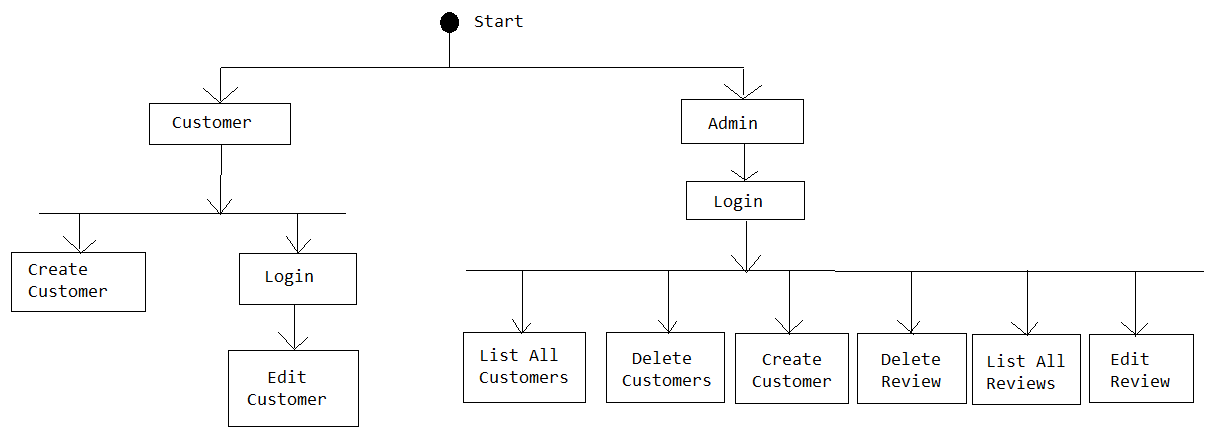 Start
Customer
Admin
Login
Create
Customer
Login
Edit
Customer
List All
Customers
Delete
Customers
Create
Customer
Delete
Review
List All
Reviews
Edit
Review